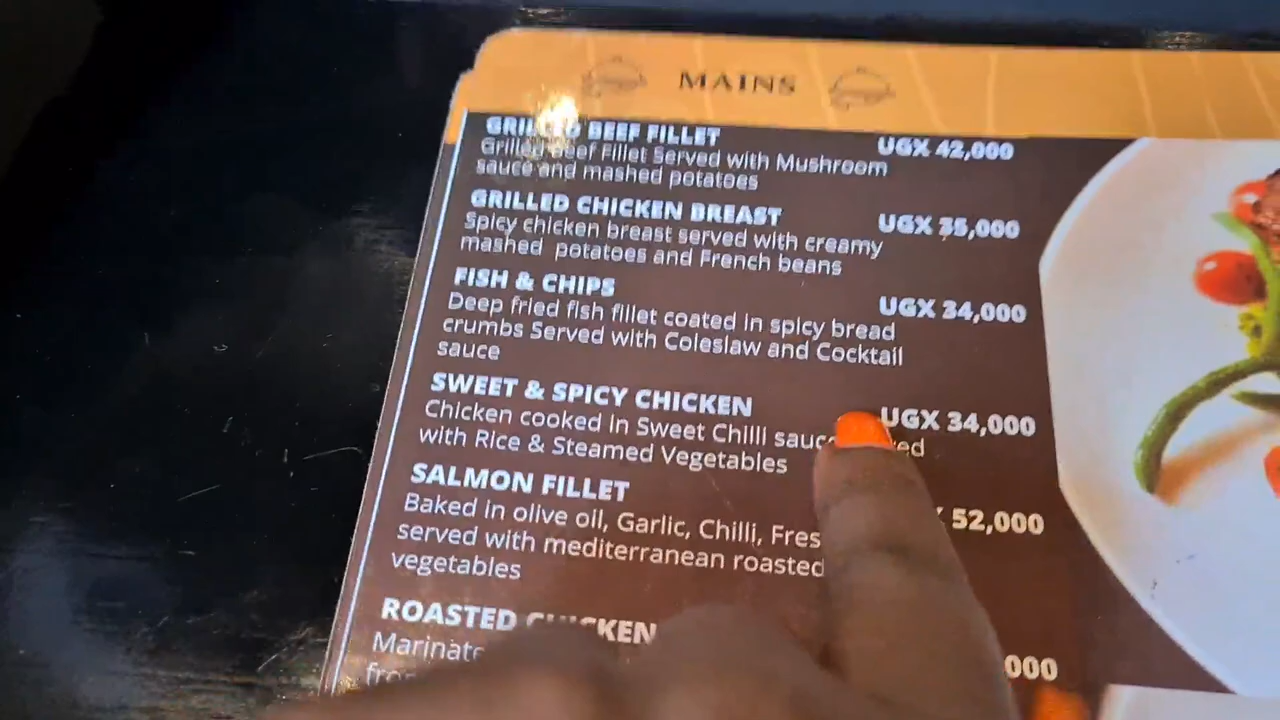 MAINS
GRILLED BEEF FILLET UGX 42,000
Grilled Beef Fillet Served with Mushroom
sauce and mashed potatoes
GRILLED CHICKEN BREAST UGX 35,000
Spicy chicken breast served with creamy
mashed potatoes and French beans
FISH & CHIPS UGX 34,000
Deep fried fish fillet coated in spicy bread
crumbs Served with Coleslaw and Cocktail
sauce
SWEET & SPICY CHICKEN UGX 34,000
Chicken cooked in Sweet Chilli
with Rice & Steamed Vegetables
SALMON FILLET 52,000
Baked in olive oil, Garlic, Chilli,
served with mediterranean roasted
vegetables
ROASTED